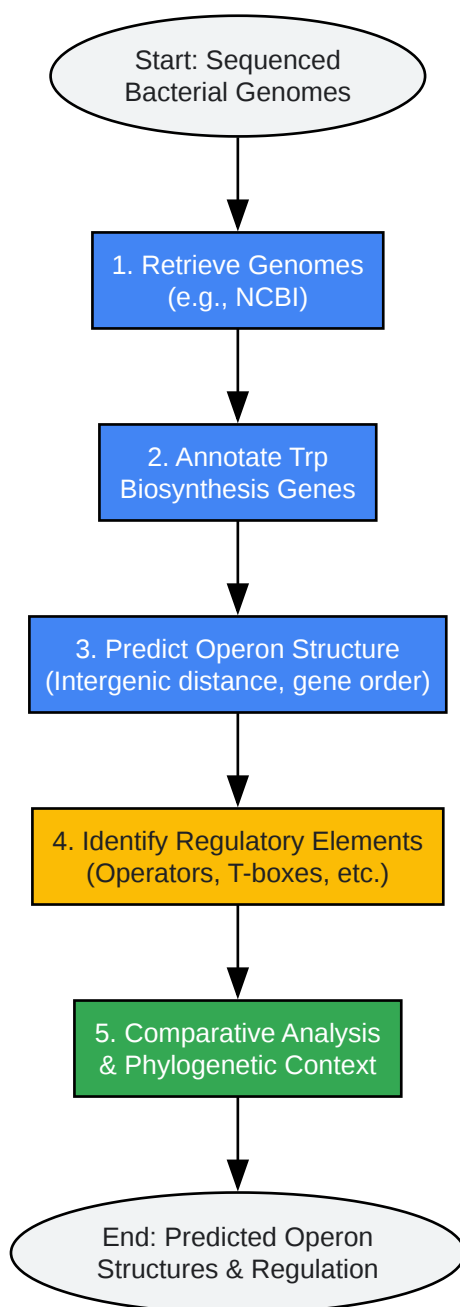 Start: Sequenced
Bacterial Genomes
1. Retrieve Genomes
(e.g., NCBI)
2. Annotate Trp
Biosynthesis Genes
3. Predict Operon Structure
(Intergenic distance, gene order)
4. Identify Regulatory Elements
(Operators, T-boxes, etc.)
5. Comparative Analysis
& Phylogenetic Context
End: Predicted Operon
Structures & Regulation